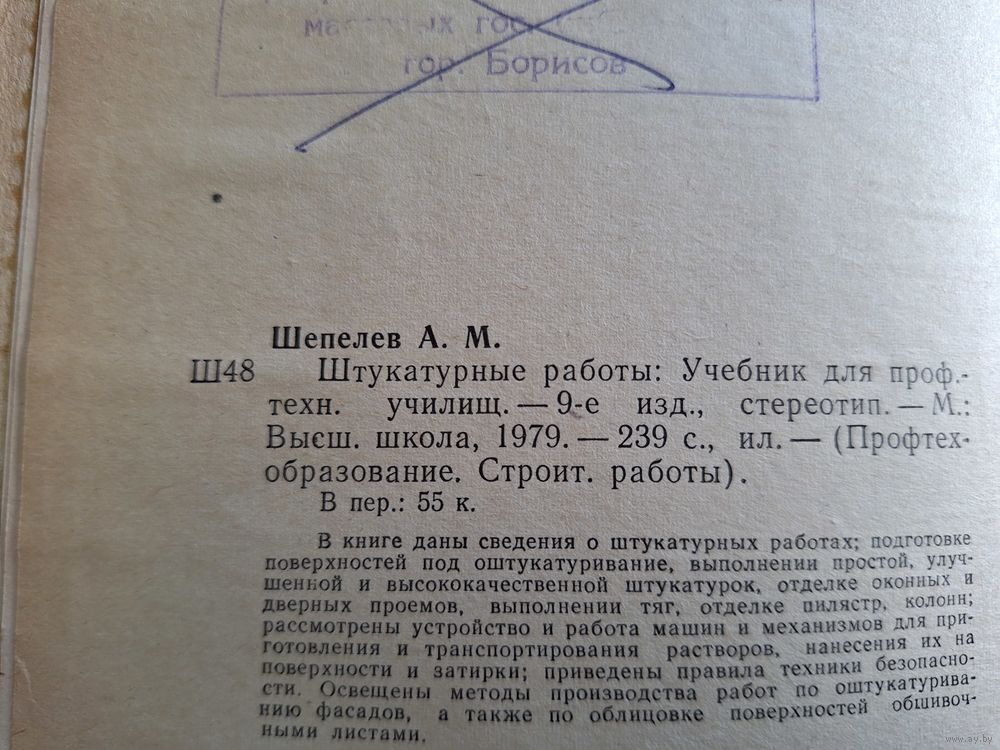 гос
гор. Борисов
Шепелев А. М.
Ш48 Штукатурные работы: Учебник для проф.-
техн. училищ. — 9-е изд., стереотип. — М.:
Высш. школа, 1979. — 239 с., ил. — (Профтех-
образование. Строит. работы).
В пер.: 55 к.
В книге даны сведения о штукатурных работах; подготовке
поверхностей под оштукатуривание, выполнении простой, улуч-
шенной и высококачественной штукатурок, отделке оконных и
дверных проемов, выполнении тяг, отделке пилястр, колонн;
рассмотрены устройство и работа машин и механизмов для при-
готовления и транспортирования растворов, нанесения их на
поверхности и затирки; приведены правила техники безопасно-
сти. Освещены методы производства работ по оштукатурива-
нию фасадов, а также по облицовке поверхностей обшивоч-
ными листами.
www.ay.by